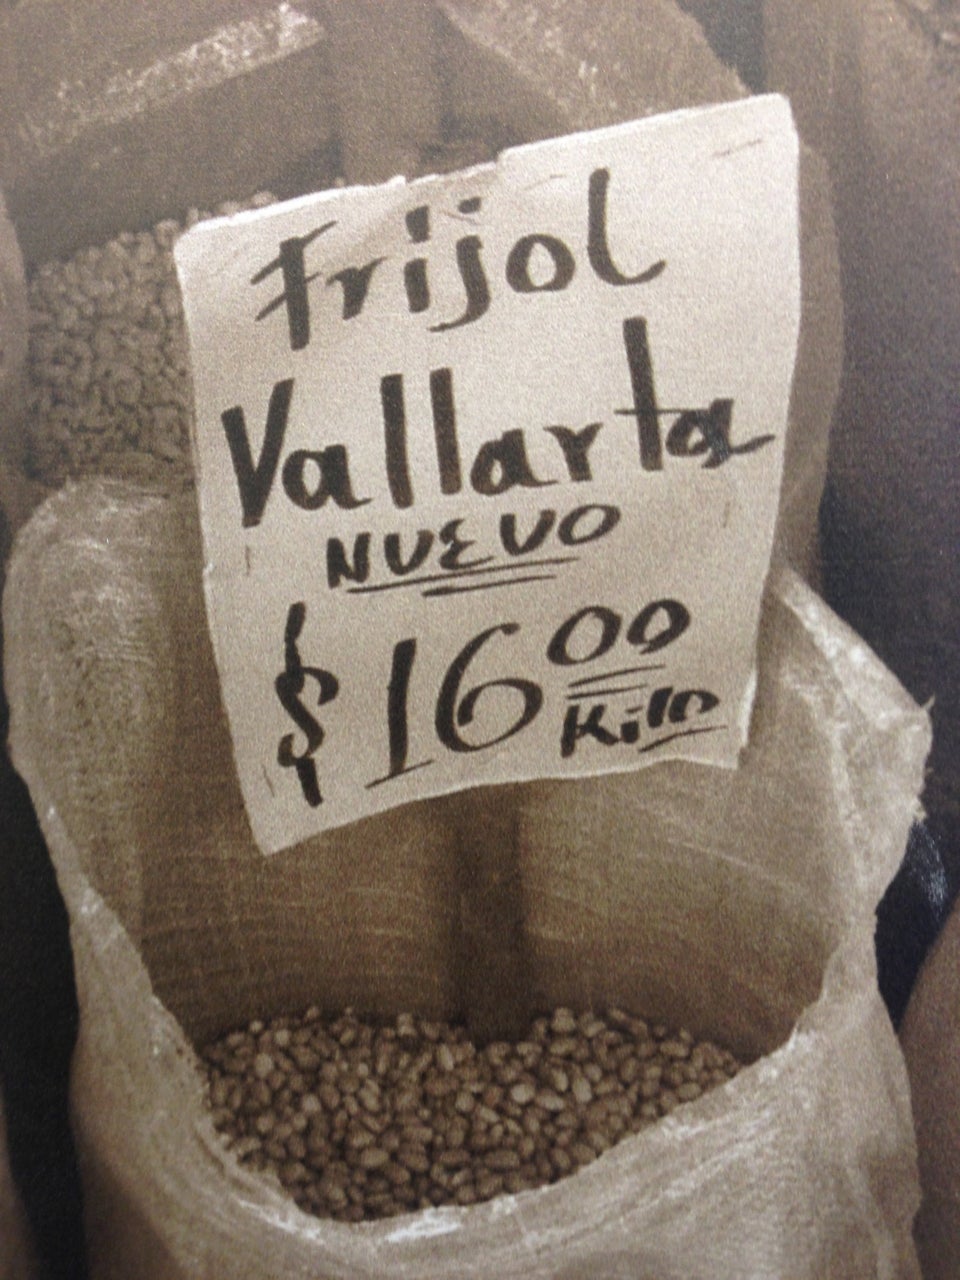 Frijol
Vallarta
NUEVO
$16.00
Kilo